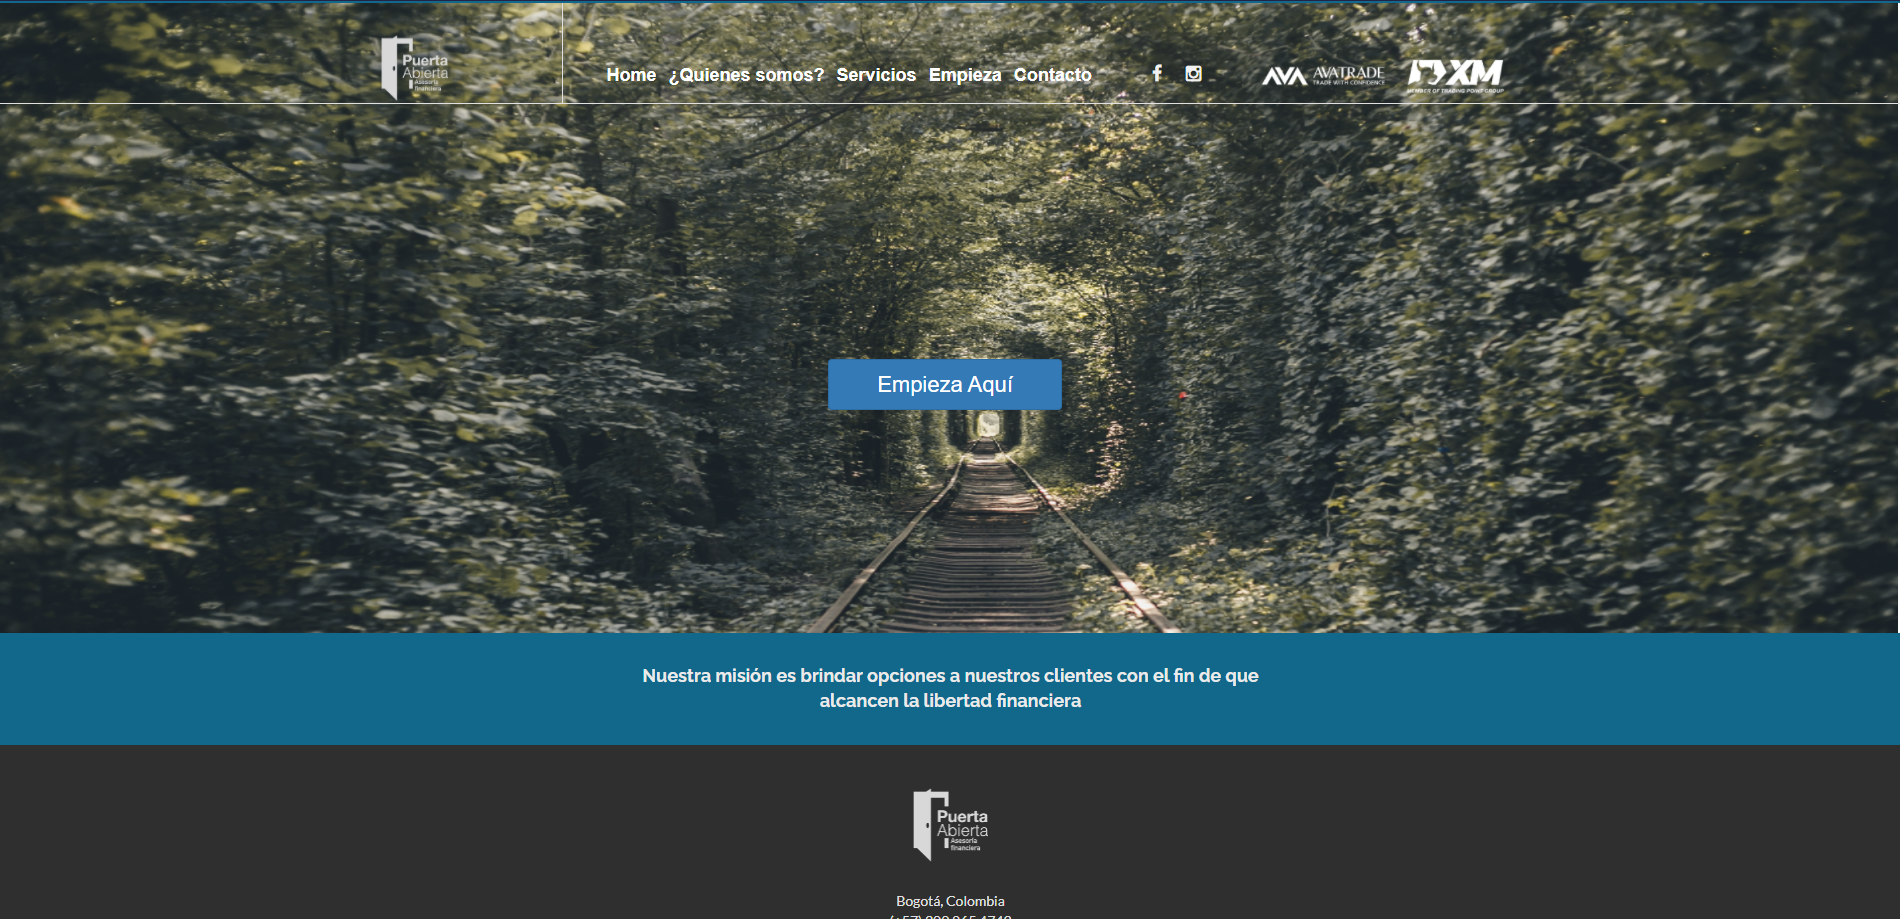 Puerta
Abierta
Asesoría
financiera
Home ¿Quienes somos? Servicios Empieza Contacto
AVA AVATRADE
TRADE WITH CONFIDENCE
XM
MEMBER OF TRADING POINT GROUP
Empieza Aquí
Nuestra misión es brindar opciones a nuestros clientes con el fin de que
alcancen la libertad financiera
Puerta
Abierta
Asesoría
financiera
Bogotá, Colombia